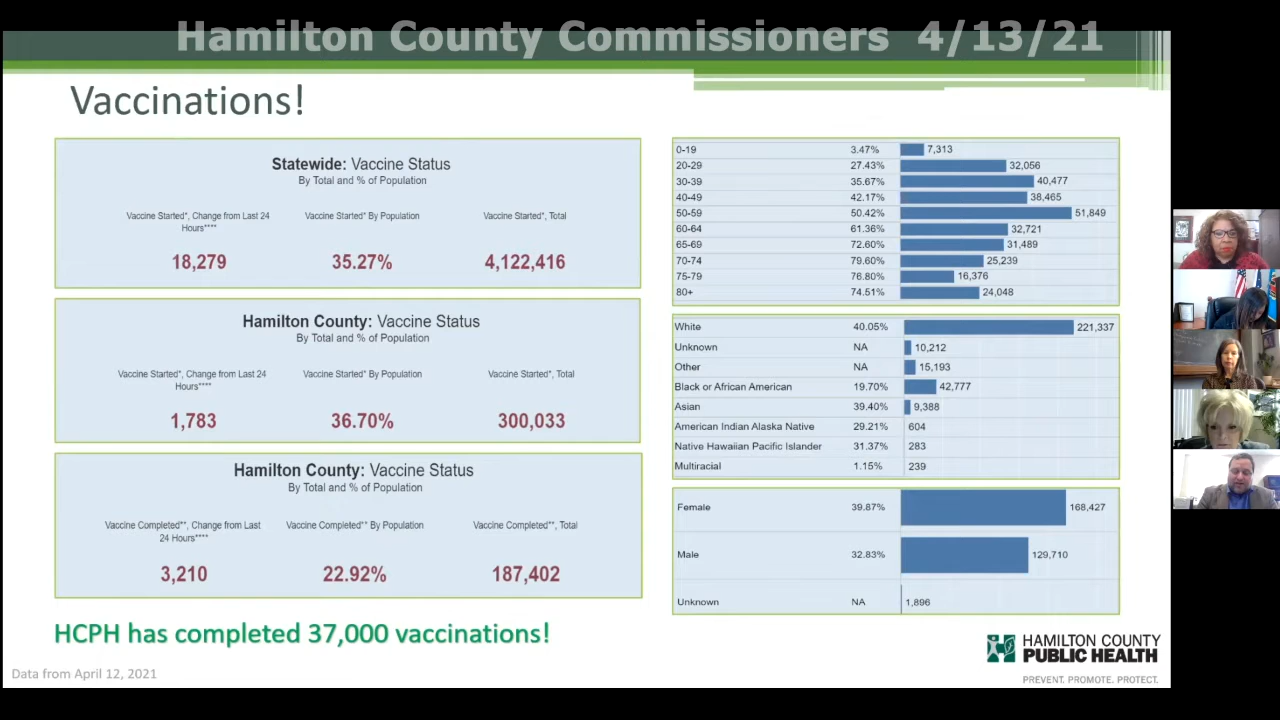 Hamilton County Commissioners 4/13/21
Vaccinations!
Statewide: Vaccine Status
By Total and % of Population
Vaccine Started*, Change from Last 24 Hours****
Vaccine Started* By Population
Vaccine Started*, Total
18,279 35.27% 4,122,416
Hamilton County: Vaccine Status
By Total and % of Population
Vaccine Started*, Change from Last 24 Hours****
Vaccine Started* By Population
Vaccine Started*, Total
1,783 36.70% 300,033
Hamilton County: Vaccine Status
By Total and % of Population
Vaccine Completed**, Change from Last 24 Hours****
Vaccine Completed** By Population
Vaccine Completed**, Total
3,210 22.92% 187,402
HCPH has completed 37,000 vaccinations!
Data from April 12, 2021
0-19 3.47% 7,313
20-29 27.43% 32,056
30-39 35.67% 40,477
40-49 42.17% 38,465
50-59 50.42% 51,849
60-64 61.36% 32,721
65-69 72.60% 31,489
70-74 79.60% 25,239
75-79 76.80% 16,376
80+ 74.51% 24,048
White 40.05% 221,337
Unknown NA 10,212
Other NA 15,193
Black or African American 19.70% 42,777
Asian 39.40% 9,388
American Indian Alaska Native 29.21% 604
Native Hawaiian Pacific Islander 31.37% 283
Multiracial 1.15% 239
Female 39.87% 168,427
Male 32.83% 129,710
Unknown NA 1,896
HAMILTON COUNTY
PUBLIC HEALTH
PREVENT. PROMOTE. PROTECT.